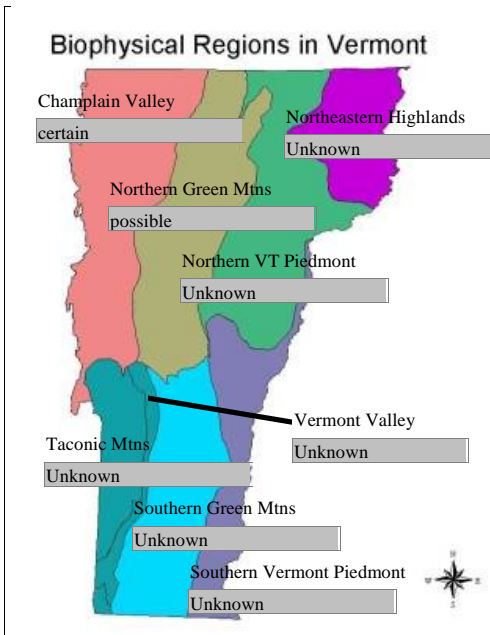 Biophysical Regions in Vermont
Champlain Valley
certain
Northeastern Highlands
Unknown
Northern Green Mtns
possible
Northern VT Piedmont
Unknown
Vermont Valley
Unknown
Taconic Mtns
Unknown
Southern Green Mtns
Unknown
Southern Vermont Piedmont
Unknown
N
W E
S